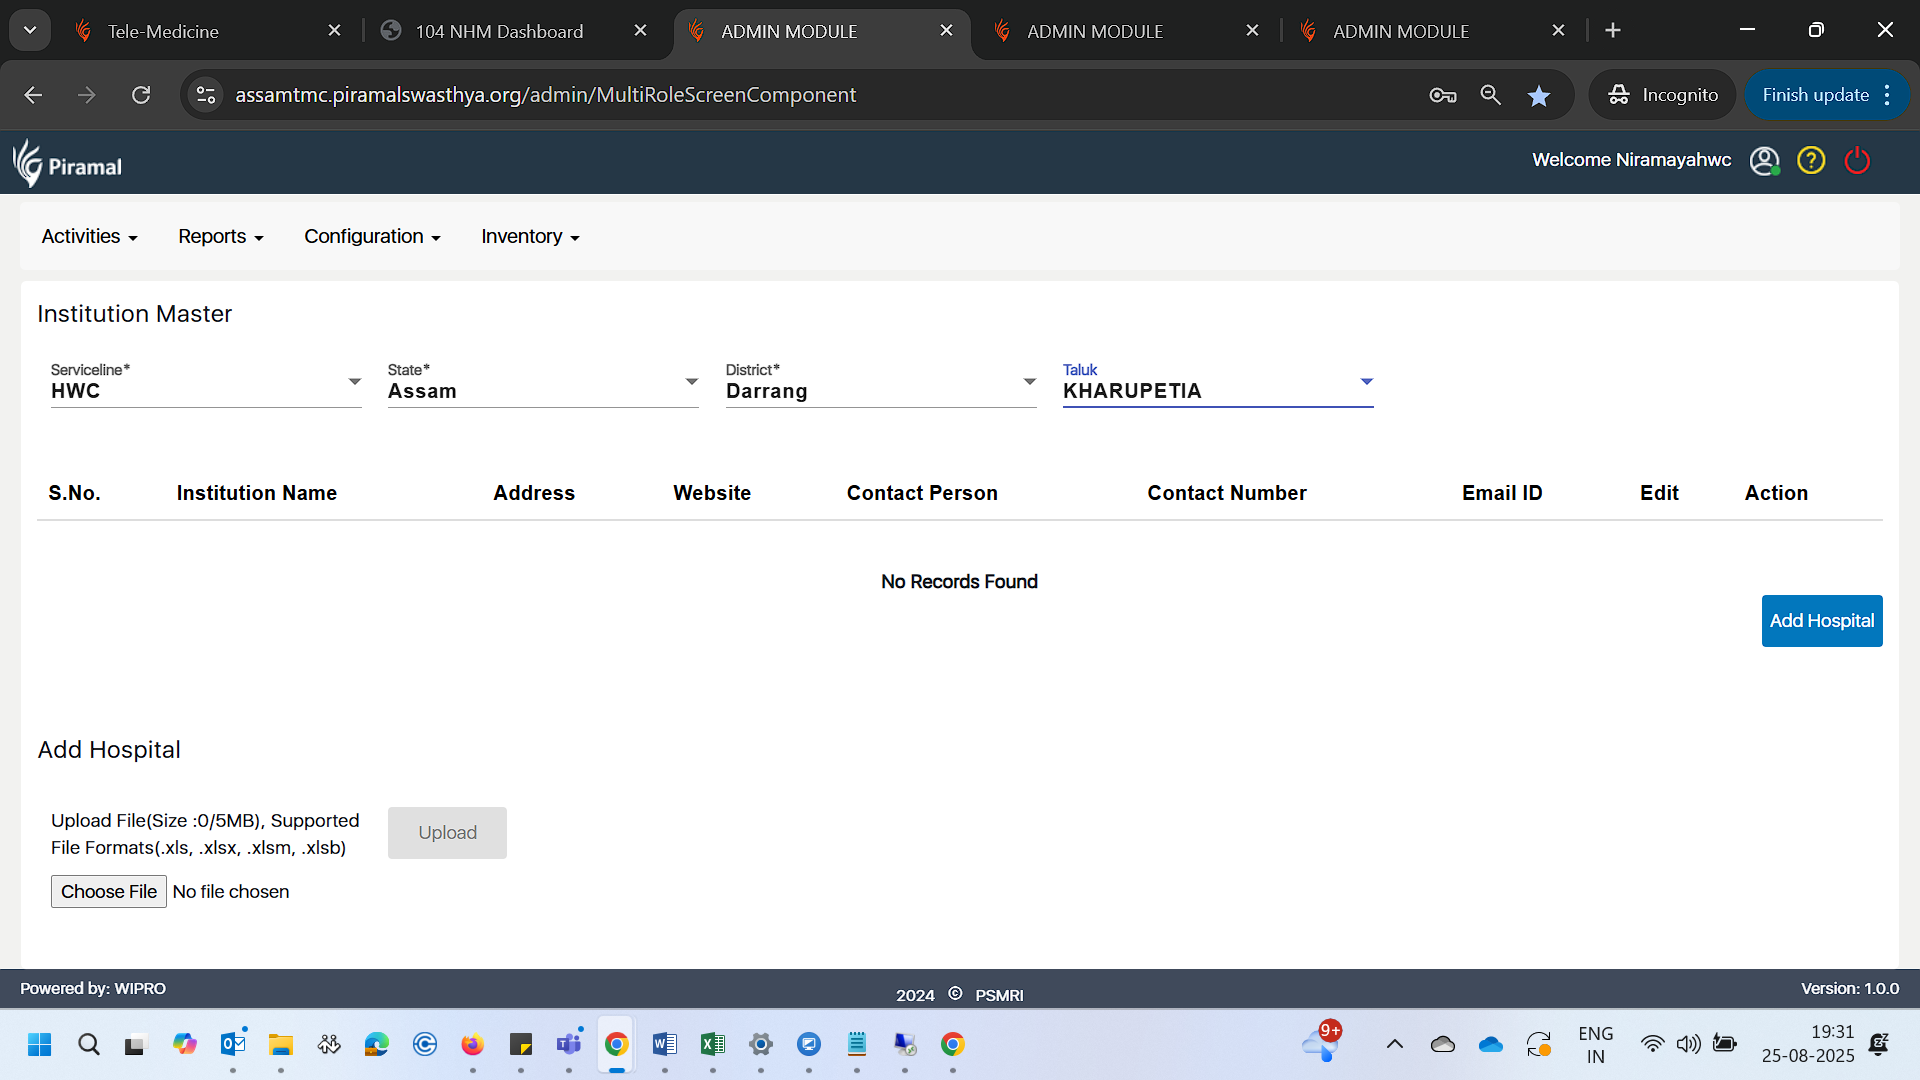 Tele-Medicine
104 NHM Dashboard
ADMIN MODULE
ADMIN MODULE
ADMIN MODULE
assamtmc.piramalswasthya.org/admin/MultiRoleScreenComponent
Incognito
Finish update
Piramal
Welcome Niramayahwc
Activities
Reports
Configuration
Inventory
Institution Master
Serviceline*
HWC
State*
Assam
District*
Darrang
Taluk
KHARUPETIA
S.No. Institution Name Address Website Contact Person Contact Number Email ID Edit Action
No Records Found
Add Hospital
Add Hospital
Upload File(Size :0/5MB), Supported
File Formats(.xls, .xlsx, .xlsm, .xlsb)
Upload
Choose File No file chosen
Powered by: WIPRO
2024 © PSMRI
Version: 1.0.0
9+
ENG
IN
19:31
25-08-2025